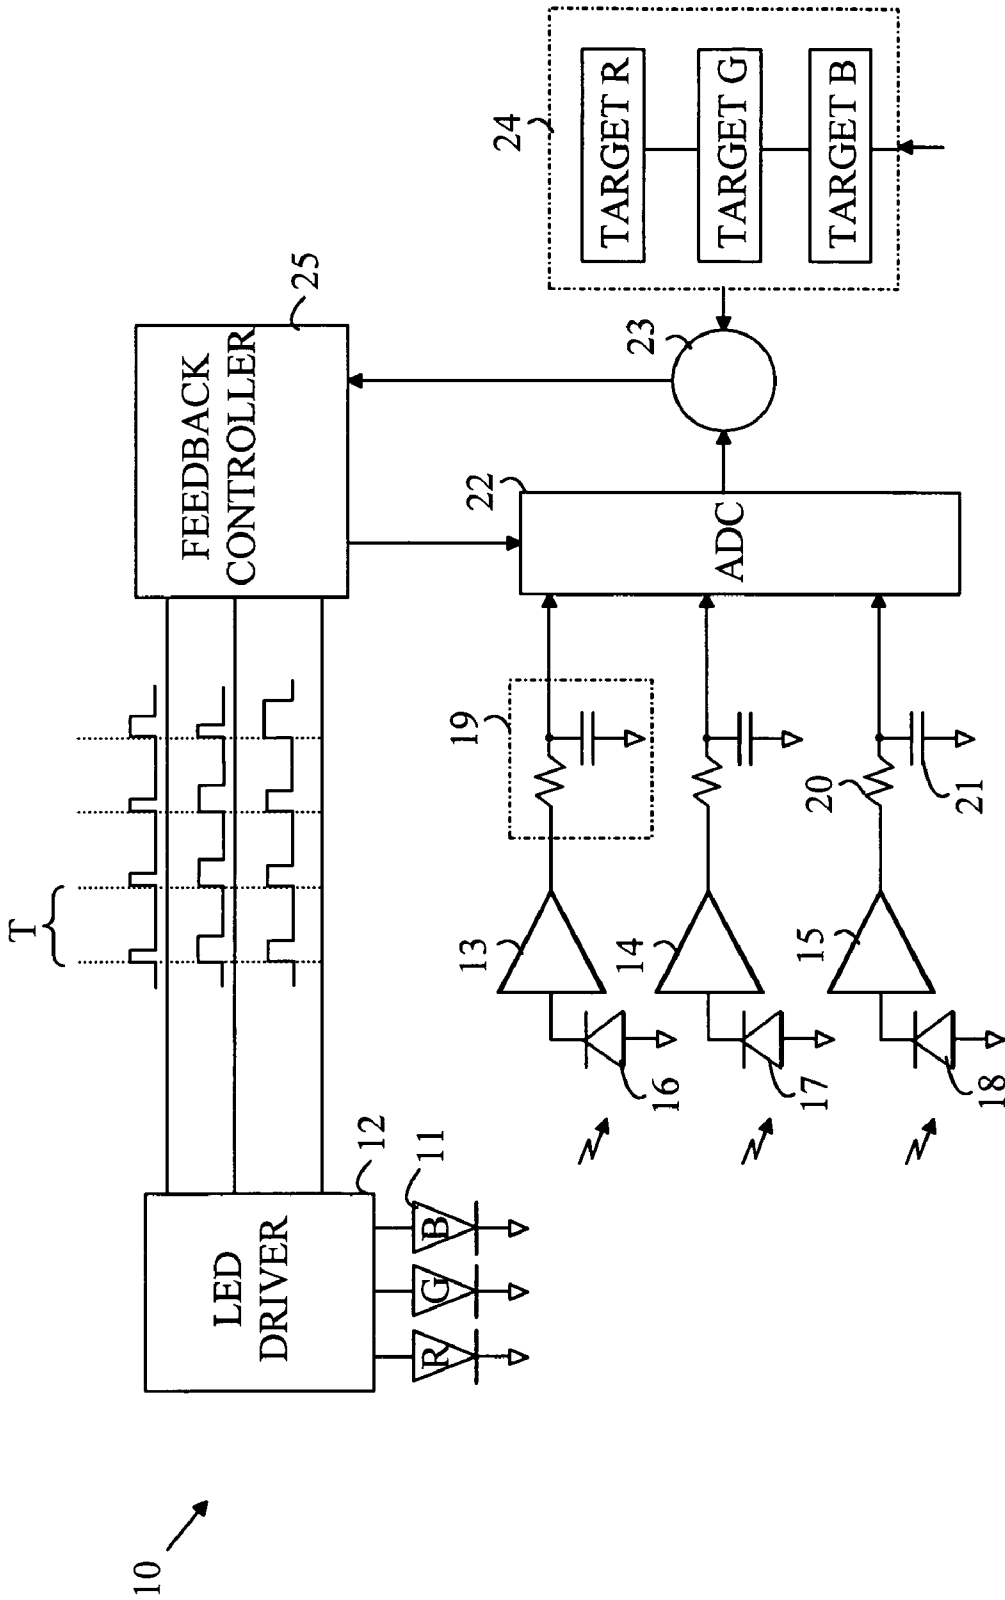 10
LED
DRIVER
12
R
G
B
11
T
FEEDBACK
CONTROLLER
25
13
14
15
16
17
18
19
20
21
22
ADC
23
24
TARGET R
TARGET G
TARGET B